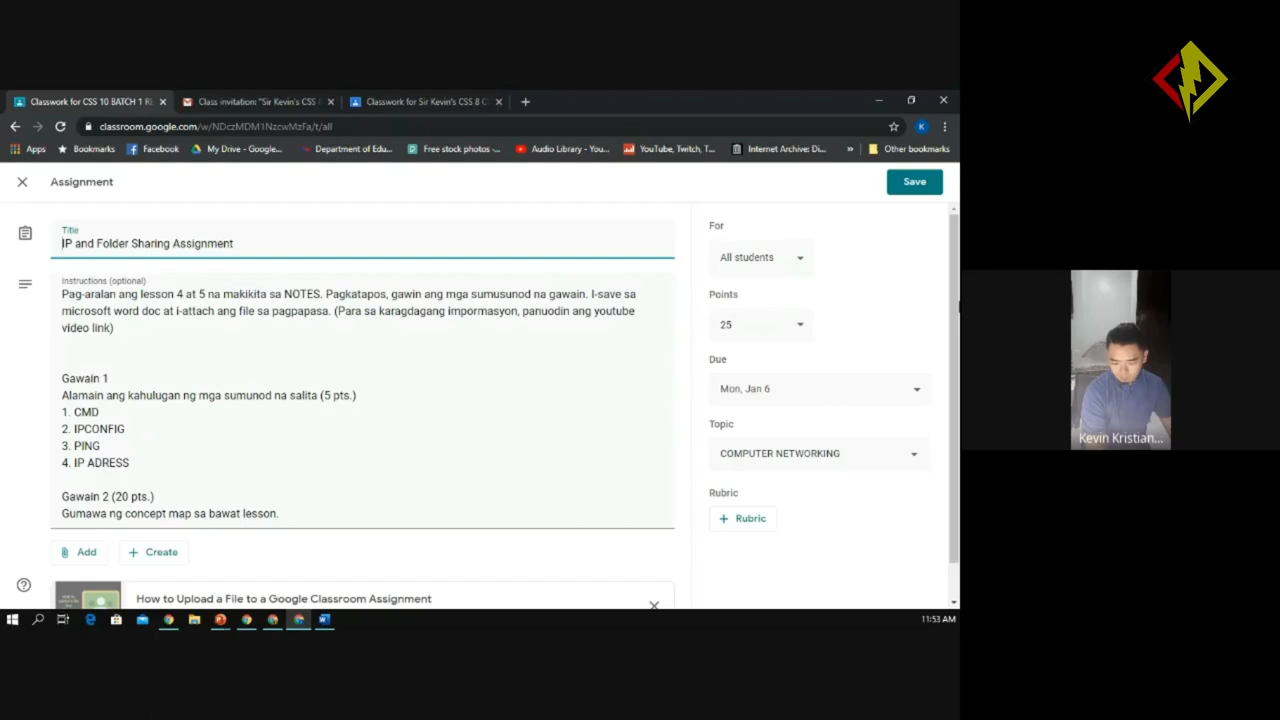 Classwork for CSS 10 BATCH 1 R
Class invitation: "Sir Kevin's CSS 8
Classwork for Sir Kevin's CSS 8 C
classroom.google.com/w/NDczMDM1NzcwMzFa/t/all
K
Apps
Bookmarks
Facebook
My Drive - Google...
Department of Edu...
Free stock photos -...
Audio Library - You...
YouTube, Twitch, T...
Internet Archive: Di...
»
Other bookmarks
Assignment
Save
Title
IP and Folder Sharing Assignment
Instructions (optional)
Pag-aralan ang lesson 4 at 5 na makikita sa NOTES. Pagkatapos, gawin ang mga sumusunod na gawain. I-save sa
microsoft word doc at i-attach ang file sa pagpapasa. (Para sa karagdagang impormasyon, panuodin ang youtube
video link)
Gawain 1
Alamain ang kahulugan ng mga sumunod na salita (5 pts.)
1. CMD
2. IPCONFIG
3. PING
4. IP ADRESS
Gawain 2 (20 pts.)
Gumawa ng concept map sa bawat lesson.
Add
+ Create
How to Upload a File to a Google Classroom Assignment
For
All students
Points
25
Due
Mon, Jan 6
Topic
COMPUTER NETWORKING
Rubric
+ Rubric
11:53 AM
Kevin Kristian...